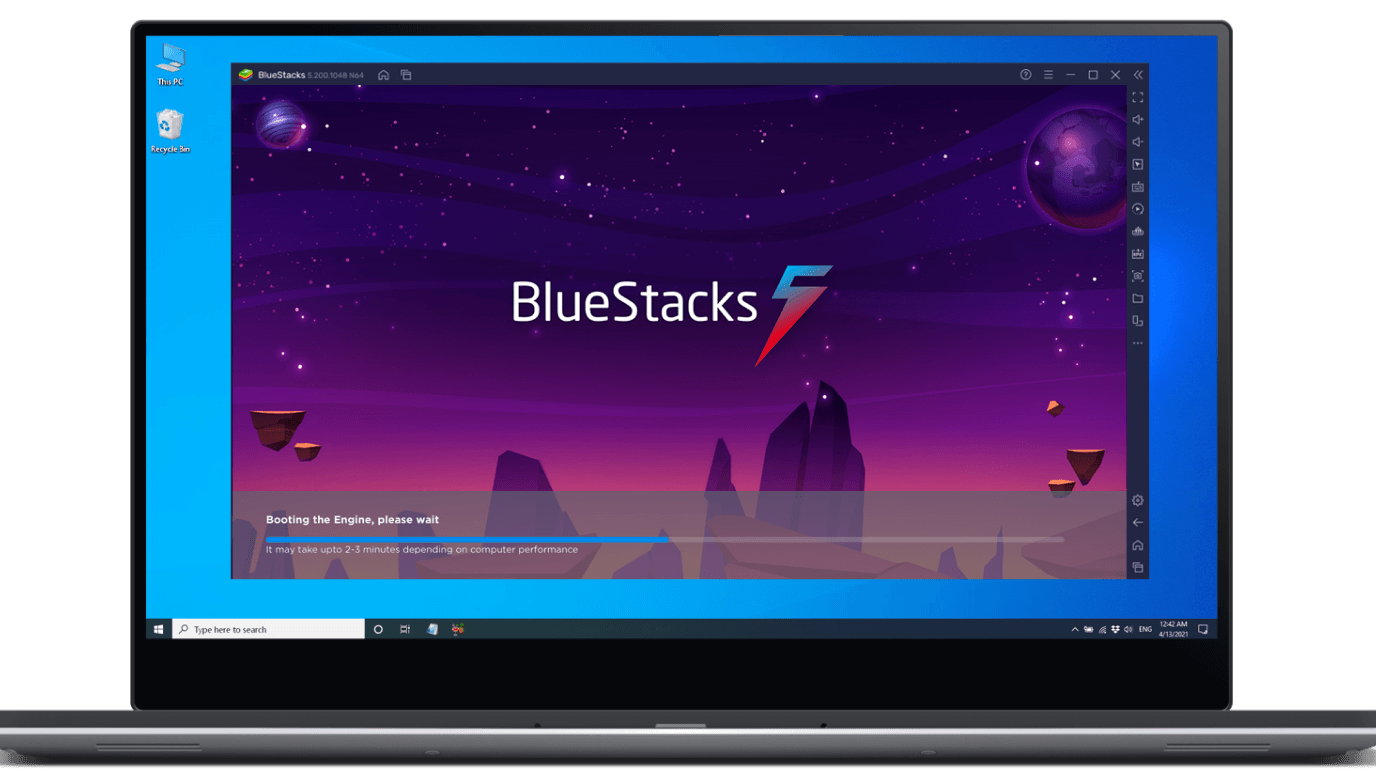 This PC
Recycle Bin
BlueStacks 5.200.1048 N64
BlueStacks 5
Booting the Engine, please wait
It may take upto 2-3 minutes depending on computer performance
Type here to search
ENG
12:42 AM
4/13/2021